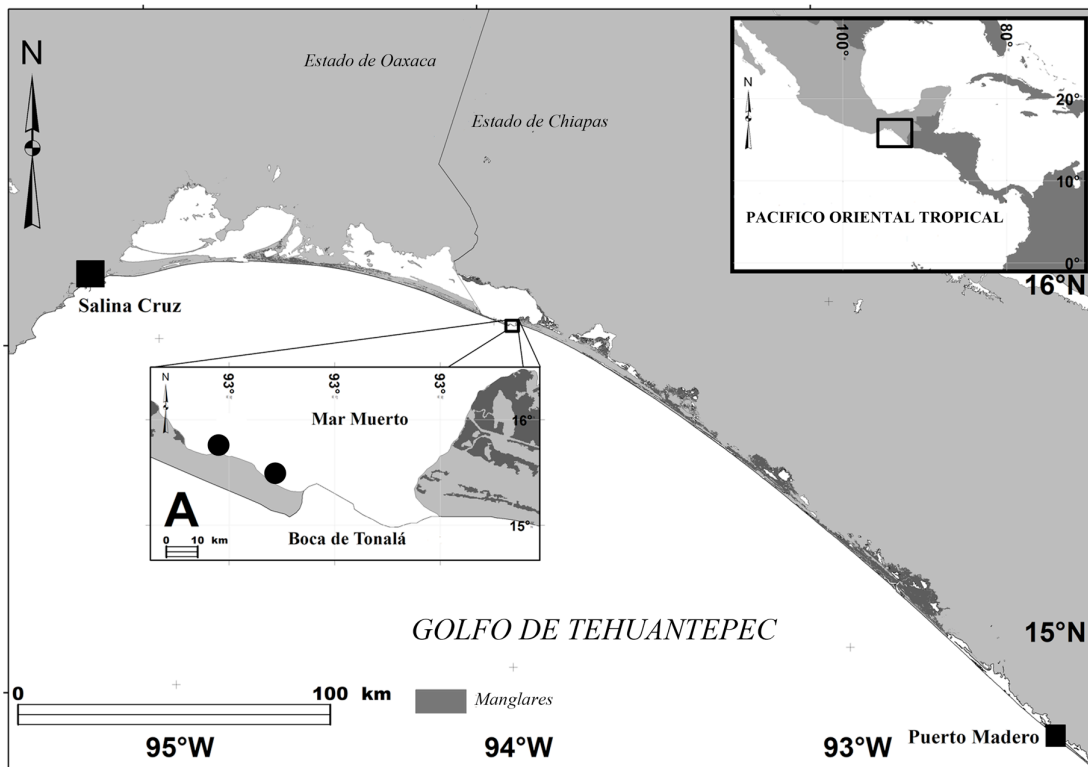 Estado de Oaxaca
Estado de Chiapas
N
N
100°
80°
20°
10°
0°
PACIFICO ORIENTAL TROPICAL
16°N
Salina Cruz
N
93°
93°
93°
Mar Muerto
16°
A
0 10 km
Boca de Tonalá
15°
GOLFO DE TEHUANTEPEC
15°N
0 100 km
Manglares
95°W
94°W
93°W
Puerto Madero